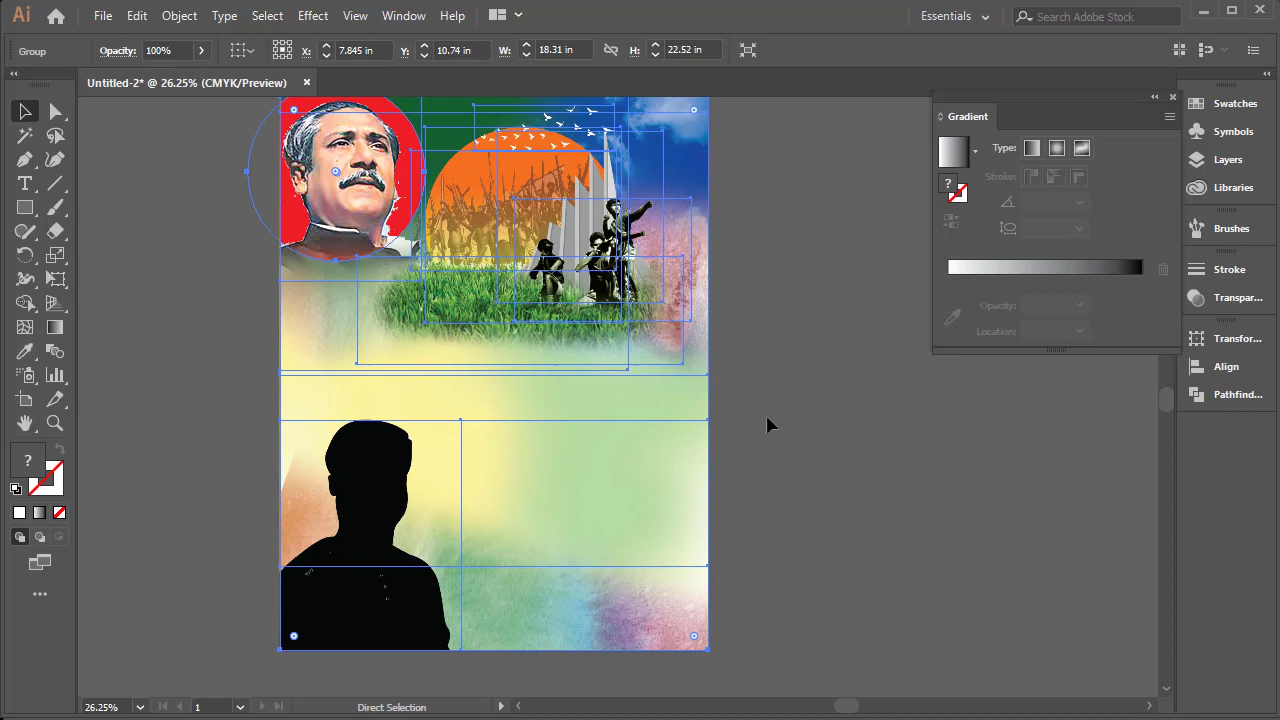 Ai File Edit Object Type Select Effect View Window Help Essentials Search Adobe Stock
Group Opacity: 100% X: 7.845 in Y: 10.74 in W: 18.31 in H: 22.52 in
Untitled-2* @ 26.25% (CMYK/Preview) ×
Gradient
Type:
Stroke:
?
Opacity:
Location:
Swatches
Symbols
Layers
Libraries
Brushes
Stroke
Transpar...
Transfor...
Align
Pathfind...
?
26.25% 1 Direct Selection